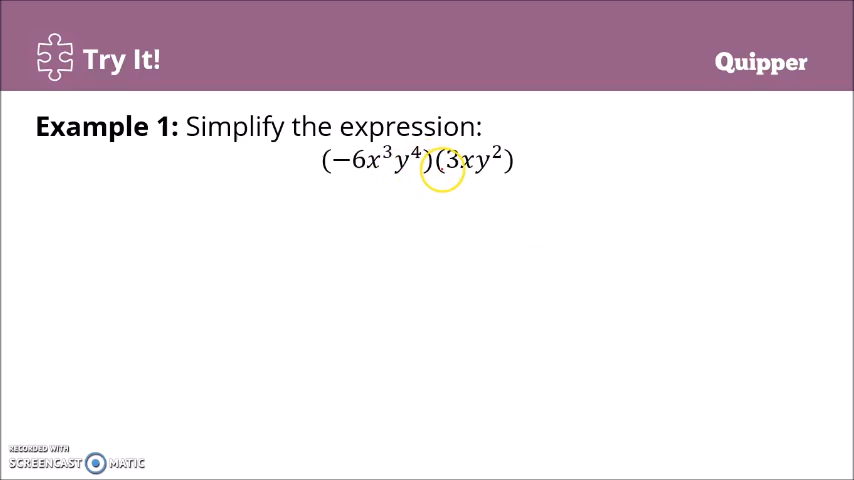 Try It!
Quipper
Example 1: Simplify the expression:
(−6x³y⁴)(3xy²)
RECORDED WITH
SCREENCAST MATIC